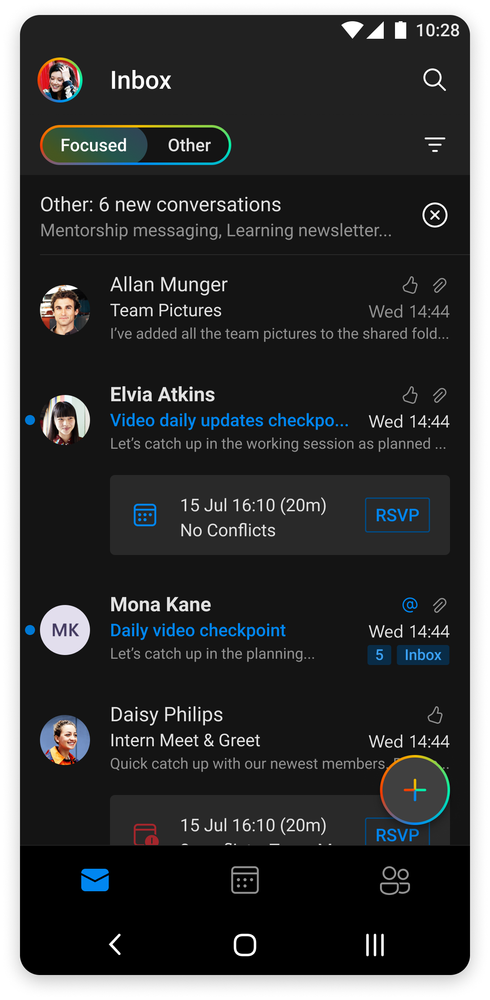 10:28
Inbox
Focused Other
Other: 6 new conversations
Mentorship messaging, Learning newsletter...
Allan Munger
Team Pictures Wed 14:44
I’ve added all the team pictures to the shared fold...
Elvia Atkins
Video daily updates checkpo... Wed 14:44
Let’s catch up in the working session as planned ...
15 Jul 16:10 (20m)
No Conflicts
RSVP
Mona Kane
MK
Daily video checkpoint Wed 14:44
Let’s catch up in the planning...
5 Inbox
Daisy Philips
Intern Meet & Greet Wed 14:44
Quick catch up with our newest members.
15 Jul 16:10 (20m)
RSVP